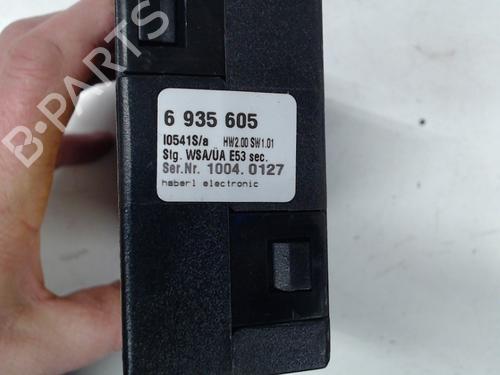 6 935 605
I0541S/a HW2.00 SW1.01
Stg. WSA/ÜA E53 sec.
Ser.Nr. 1004.0127
haberl electronic
B-PARTS